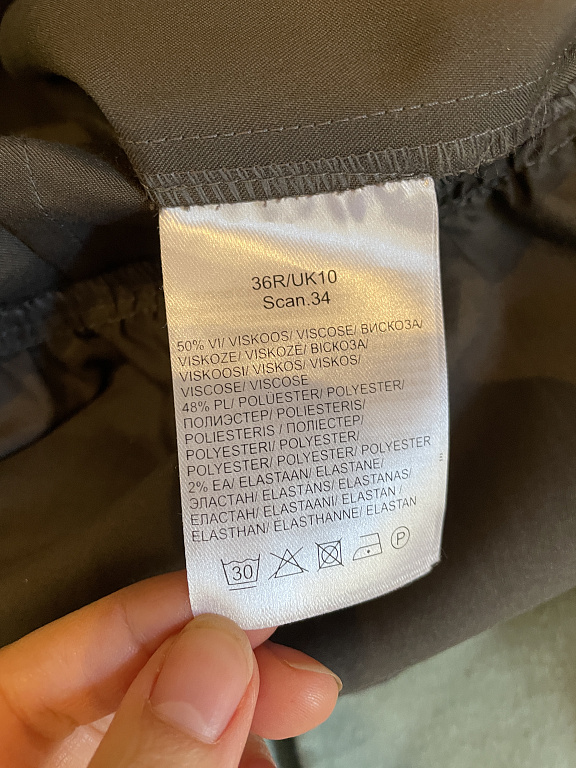 36R/UK10
Scan.34
50% VI/ VISKOOS/ VISCOSE/ ВИСКОЗА/
VISKOZE/ VISKOZĖ/ ВІСКОЗА/
VISKOOSI/ VISKOS/ VISKOS/
VISCOSE/ VISCOSE
48% PL/ POLÜESTER/ POLYESTER/
ПОЛИЭСТЕР/ POLIESTERIS/
POLIESTERIS / ПОЛІЕСТЕР/
POLYESTERI/ POLYESTER/
POLYESTER/ POLYESTER/ POLYESTER
2% EA/ ELASTAAN/ ELASTANE/
ЭЛАСТАН/ ELASTĀNS/ ELASTANAS/
ЕЛАСТАН/ ELASTAANI/ ELASTAN /
ELASTHAN/ ELASTHANNE/ ELASTAN
30 P